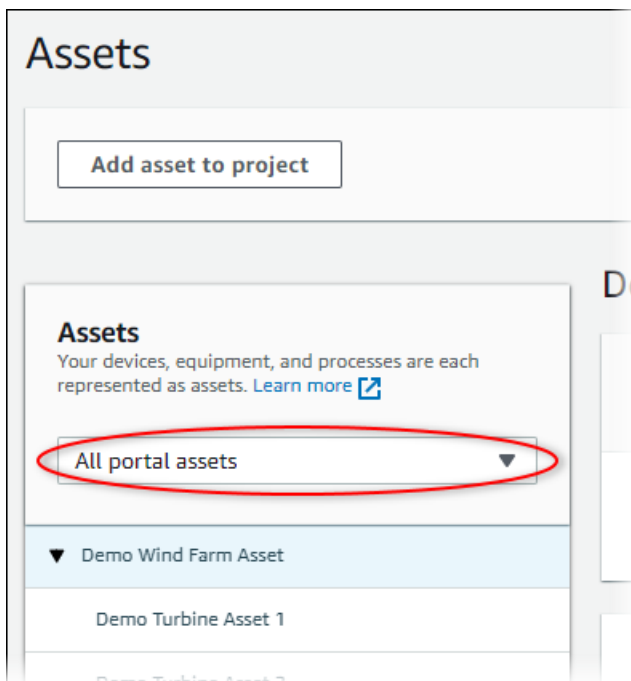 Assets
Add asset to project
Assets
Your devices, equipment, and processes are each
represented as assets. Learn more
All portal assets
Demo Wind Farm Asset
Demo Turbine Asset 1